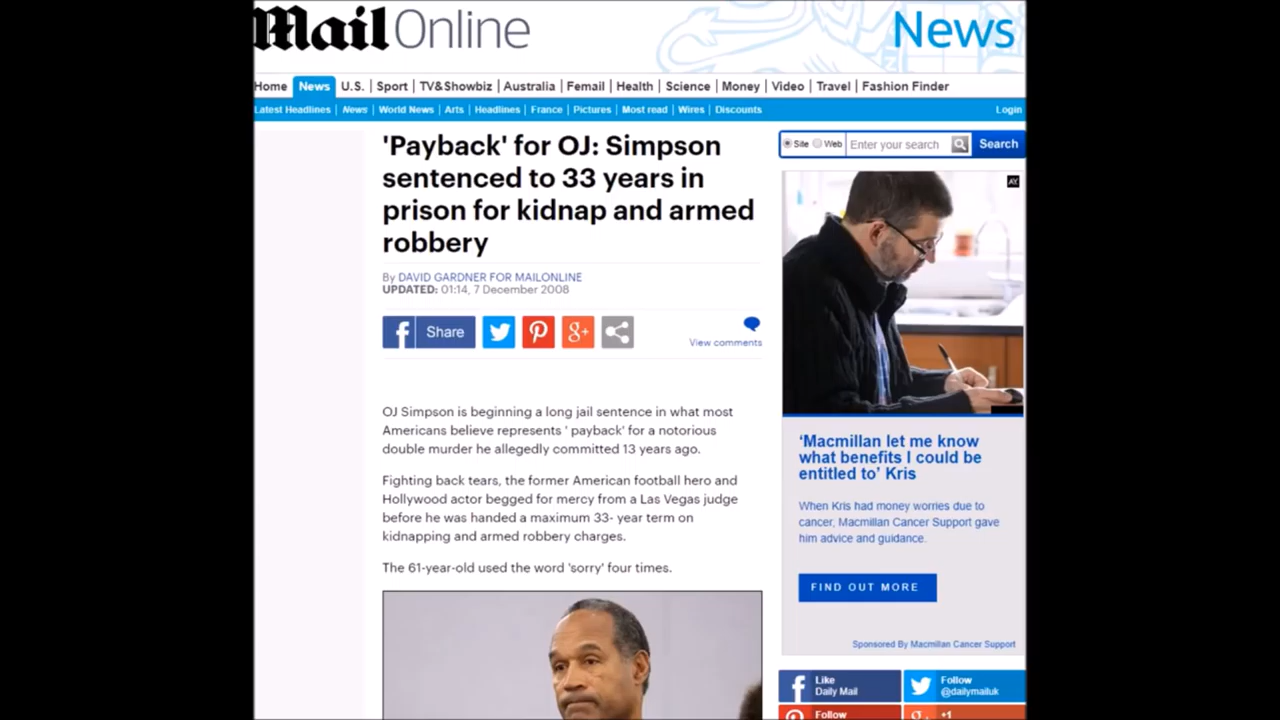 Mail Online
News
Home News U.S. Sport TV&Showbiz Australia Femail Health Science Money Video Travel Fashion Finder
Latest Headlines News World News Arts Headlines France Pictures Most read Wires Discounts Login
'Payback' for OJ: Simpson
sentenced to 33 years in
prison for kidnap and armed
robbery
By DAVID GARDNER FOR MAILONLINE
UPDATED: 01:14, 7 December 2008
Share
View comments
OJ Simpson is beginning a long jail sentence in what most
Americans believe represents ' payback' for a notorious
double murder he allegedly committed 13 years ago.
Fighting back tears, the former American football hero and
Hollywood actor begged for mercy from a Las Vegas judge
before he was handed a maximum 33- year term on
kidnapping and armed robbery charges.
The 61-year-old used the word 'sorry' four times.
Site Web Enter your search Search
‘Macmillan let me know
what benefits I could be
entitled to’ Kris
When Kris had money worries due to
cancer, Macmillan Cancer Support gave
him advice and guidance.
FIND OUT MORE
Sponsored By Macmillan Cancer Support
Like
Daily Mail
Follow
@dailymailuk
Follow
+1